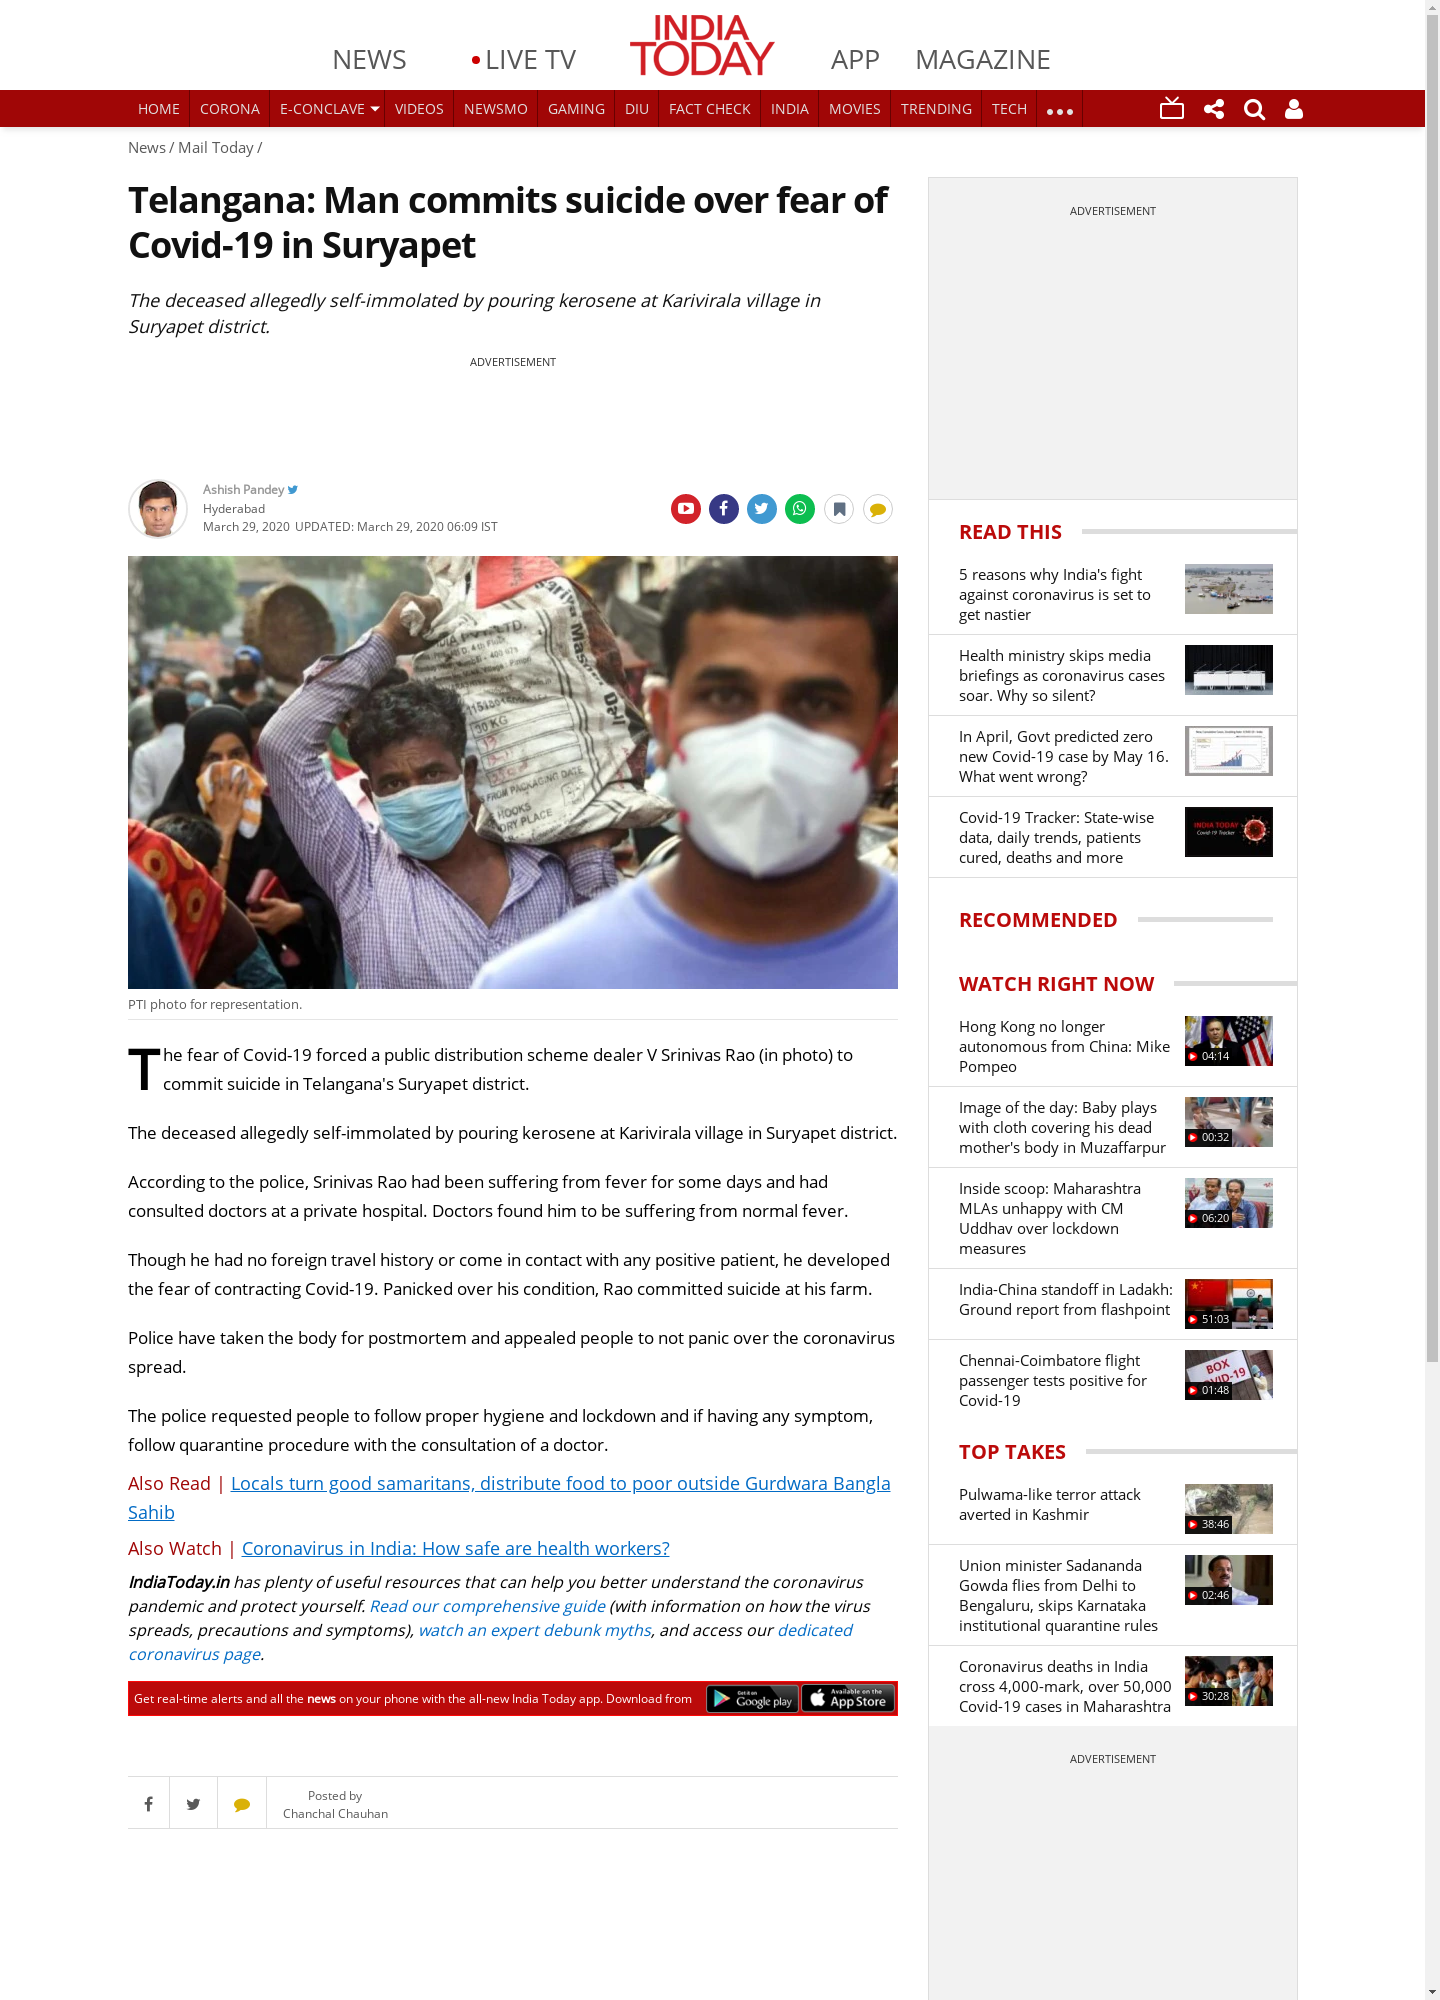 INDIA
TODAY
NEWS
LIVE TV
APP
MAGAZINE
HOME
CORONA
E-CONCLAVE
VIDEOS
NEWSMO
GAMING
DIU
FACT CHECK
INDIA
MOVIES
TRENDING
TECH
News / Mail Today /
Telangana: Man commits suicide over fear of
Covid-19 in Suryapet
The deceased allegedly self-immolated by pouring kerosene at Karivirala village in
Suryapet district.
ADVERTISEMENT
Ashish Pandey
Hyderabad
March 29, 2020 UPDATED: March 29, 2020 06:09 IST
PTI photo for representation.
The fear of Covid-19 forced a public distribution scheme dealer V Srinivas Rao (in photo) to
commit suicide in Telangana's Suryapet district.
The deceased allegedly self-immolated by pouring kerosene at Karivirala village in Suryapet district.
According to the police, Srinivas Rao had been suffering from fever for some days and had
consulted doctors at a private hospital. Doctors found him to be suffering from normal fever.
Though he had no foreign travel history or come in contact with any positive patient, he developed
the fear of contracting Covid-19. Panicked over his condition, Rao committed suicide at his farm.
Police have taken the body for postmortem and appealed people to not panic over the coronavirus
spread.
The police requested people to follow proper hygiene and lockdown and if having any symptom,
follow quarantine procedure with the consultation of a doctor.
Also Read | Locals turn good samaritans, distribute food to poor outside Gurdwara Bangla
Sahib
Also Watch | Coronavirus in India: How safe are health workers?
IndiaToday.in has plenty of useful resources that can help you better understand the coronavirus
pandemic and protect yourself. Read our comprehensive guide (with information on how the virus
spreads, precautions and symptoms), watch an expert debunk myths, and access our dedicated
coronavirus page.
Get real-time alerts and all the news on your phone with the all-new India Today app. Download from
Get it on
Google play
Available on the
App Store
Posted by
Chanchal Chauhan
ADVERTISEMENT
READ THIS
5 reasons why India's fight
against coronavirus is set to
get nastier
Health ministry skips media
briefings as coronavirus cases
soar. Why so silent?
In April, Govt predicted zero
new Covid-19 case by May 16.
What went wrong?
Covid-19 Tracker: State-wise
data, daily trends, patients
cured, deaths and more
INDIA TODAY
Covid-19 Tracker
RECOMMENDED
WATCH RIGHT NOW
Hong Kong no longer
autonomous from China: Mike
Pompeo
04:14
Image of the day: Baby plays
with cloth covering his dead
mother's body in Muzaffarpur
00:32
Inside scoop: Maharashtra
MLAs unhappy with CM
Uddhav over lockdown
measures
06:20
India-China standoff in Ladakh:
Ground report from flashpoint
51:03
Chennai-Coimbatore flight
passenger tests positive for
Covid-19
BOX
01:48
TOP TAKES
Pulwama-like terror attack
averted in Kashmir
38:46
Union minister Sadananda
Gowda flies from Delhi to
Bengaluru, skips Karnataka
institutional quarantine rules
02:46
Coronavirus deaths in India
cross 4,000-mark, over 50,000
Covid-19 cases in Maharashtra
30:28
ADVERTISEMENT